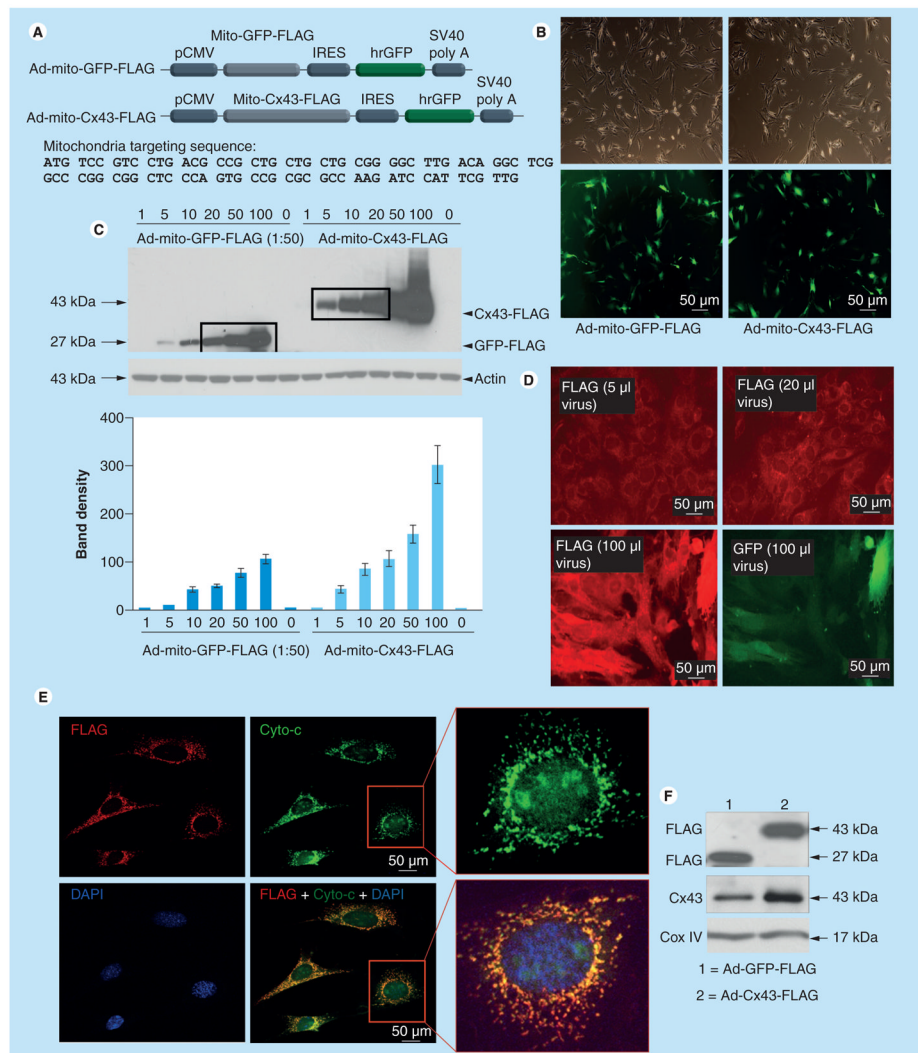 A
Mito-GFP-FLAG
SV40
pCMV
IRES
hrGFP
poly A
Ad-mito-GFP-FLAG
SV40
pCMV
Mito-Cx43-FLAG
IRES
hrGFP
poly A
Ad-mito-Cx43-FLAG
Mitochondria targeting sequence:
ATG TCC GTC CTG ACG CCG CTG CTG CTG CGG GGC TTG ACA GGC TCG
GCC CGG CGG CTC CCA GTG CCG CGC GCC AAG ATC CAT TCG TTG
B
50 µm
50 µm
Ad-mito-GFP-FLAG
Ad-mito-Cx43-FLAG
C
1 5 10 20 50 100 0
1 5 10 20 50 100 0
Ad-mito-GFP-FLAG (1:50)
Ad-mito-Cx43-FLAG
43 kDa
Cx43-FLAG
27 kDa
GFP-FLAG
43 kDa
Actin
Band density
400
300
200
100
0
1 5 10 20 50 100 0
1 5 10 20 50 100 0
Ad-mito-GFP-FLAG (1:50)
Ad-mito-Cx43-FLAG
D
FLAG (5 µl
virus)
50 µm
FLAG (20 µl
virus)
50 µm
FLAG (100 µl
virus)
50 µm
GFP (100 µl
virus)
50 µm
E
FLAG
Cyto-c
50 µm
DAPI
FLAG + Cyto-c + DAPI
50 µm
F
1
2
FLAG
43 kDa
FLAG
27 kDa
Cx43
43 kDa
Cox IV
17 kDa
1 = Ad-GFP-FLAG
2 = Ad-Cx43-FLAG